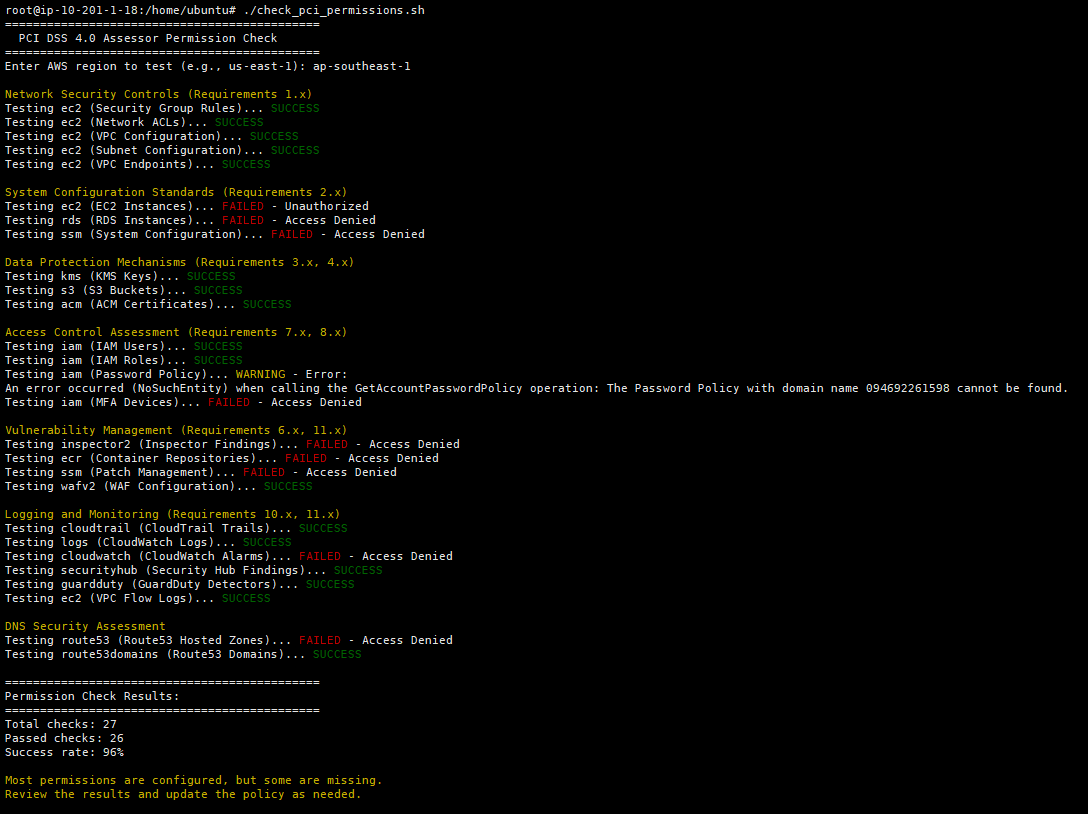 root@ip-10-201-1-18:/home/ubuntu# ./check_pci_permissions.sh
=============================================
  PCI DSS 4.0 Assessor Permission Check
=============================================
Enter AWS region to test (e.g., us-east-1): ap-southeast-1

Network Security Controls (Requirements 1.x)
Testing ec2 (Security Group Rules)... SUCCESS
Testing ec2 (Network ACLs)... SUCCESS
Testing ec2 (VPC Configuration)... SUCCESS
Testing ec2 (Subnet Configuration)... SUCCESS
Testing ec2 (VPC Endpoints)... SUCCESS

System Configuration Standards (Requirements 2.x)
Testing ec2 (EC2 Instances)... FAILED - Unauthorized
Testing rds (RDS Instances)... FAILED - Access Denied
Testing ssm (System Configuration)... FAILED - Access Denied

Data Protection Mechanisms (Requirements 3.x, 4.x)
Testing kms (KMS Keys)... SUCCESS
Testing s3 (S3 Buckets)... SUCCESS
Testing acm (ACM Certificates)... SUCCESS

Access Control Assessment (Requirements 7.x, 8.x)
Testing iam (IAM Users)... SUCCESS
Testing iam (IAM Roles)... SUCCESS
Testing iam (Password Policy)... WARNING - Error:
An error occurred (NoSuchEntity) when calling the GetAccountPasswordPolicy operation: The Password Policy with domain name 094692261598 cannot be found.
Testing iam (MFA Devices)... FAILED - Access Denied

Vulnerability Management (Requirements 6.x, 11.x)
Testing inspector2 (Inspector Findings)... FAILED - Access Denied
Testing ecr (Container Repositories)... FAILED - Access Denied
Testing ssm (Patch Management)... FAILED - Access Denied
Testing wafv2 (WAF Configuration)... SUCCESS

Logging and Monitoring (Requirements 10.x, 11.x)
Testing cloudtrail (CloudTrail Trails)... SUCCESS
Testing logs (CloudWatch Logs)... SUCCESS
Testing cloudwatch (CloudWatch Alarms)... FAILED - Access Denied
Testing securityhub (Security Hub Findings)... SUCCESS
Testing guardduty (GuardDuty Detectors)... SUCCESS
Testing ec2 (VPC Flow Logs)... SUCCESS

DNS Security Assessment
Testing route53 (Route53 Hosted Zones)... FAILED - Access Denied
Testing route53domains (Route53 Domains)... SUCCESS

=============================================
Permission Check Results:
=============================================
Total checks: 27
Passed checks: 26
Success rate: 96%

Most permissions are configured, but some are missing.
Review the results and update the policy as needed.